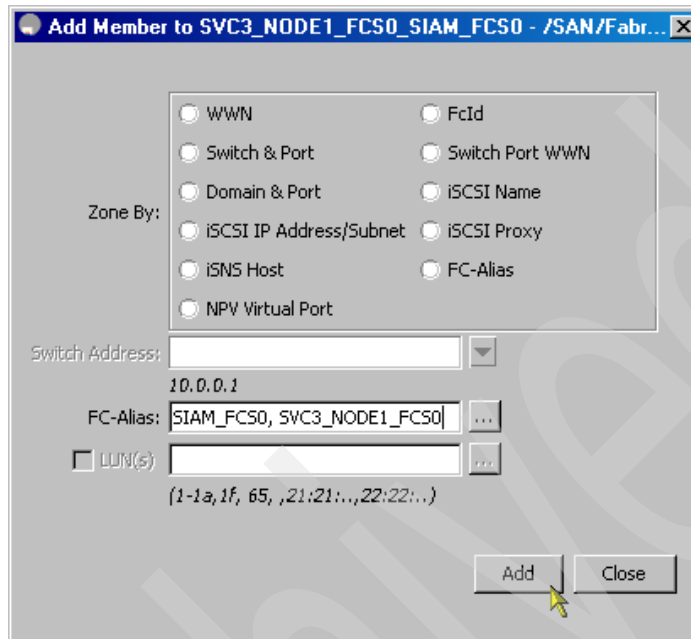 Add Member to SVC3_NODE1_FCS0_SIAM_FCS0 - /SAN/Fabr...
WWN FcId
Switch & Port Switch Port WWN
Domain & Port iSCSI Name
Zone By:
iSCSI IP Address/Subnet iSCSI Proxy
iSNS Host FC-Alias
NPV Virtual Port
Switch Address:
10.0.0.1
FC-Alias: SIAM_FCS0, SVC3_NODE1_FCS0 ...
LUN(s) ...
(1-1a,1f, 65, ,21:21:..,22:22:..)
Add Close